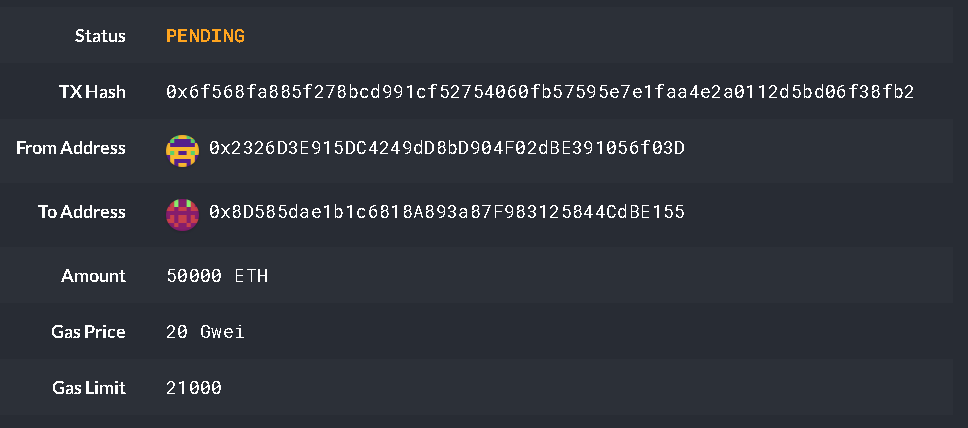 Status PENDING
TX Hash 0x6f568fa885f278bcd991cf52754060fb57595e7e1faa4e2a0112d5bd06f38fb2
From Address 0x2326D3E915DC4249dD8bD904F02dBE391056f03D
To Address 0x8D585dae1b1c6818A893a87F983125844CdBE155
Amount 50000 ETH
Gas Price 20 Gwei
Gas Limit 21000